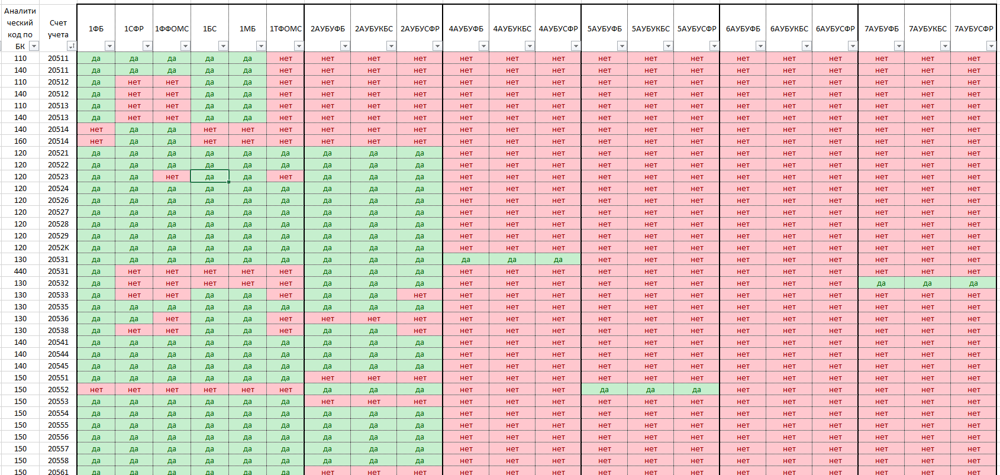 Аналити
ческий
код по
БК
Счет
учета
1ФБ 1СФР 1ФФОМС 1БС 1МБ 1ТФОМС 2АУБУФБ 2АУБУКБС 2АУБУСФР 4АУБУФБ 4АУБУКБС 4АУБУСФР 5АУБУФБ 5АУБУКБС 5АУБУСФР 6АУБУФБ 6АУБУКБС 6АУБУСФР 7АУБУФБ 7АУБУКБС 7АУБУСФР
110 20511 да да да да да нет нет нет нет нет нет нет нет нет нет нет нет нет нет нет нет
140 20511 да да да да да нет нет нет нет нет нет нет нет нет нет нет нет нет нет нет нет
110 20512 да нет нет да да нет нет нет нет нет нет нет нет нет нет нет нет нет нет нет нет
140 20512 да нет нет да да нет нет нет нет нет нет нет нет нет нет нет нет нет нет нет нет
110 20513 да нет нет да да нет нет нет нет нет нет нет нет нет нет нет нет нет нет нет нет
140 20513 да нет нет да да нет нет нет нет нет нет нет нет нет нет нет нет нет нет нет нет
140 20514 нет да да нет нет нет нет нет нет нет нет нет нет нет нет нет нет нет нет нет нет
160 20514 нет да да нет нет нет нет нет нет нет нет нет нет нет нет нет нет нет нет нет нет
120 20521 да да да да да да да да да нет нет нет нет нет нет нет нет нет нет нет нет
120 20522 да да да да да да да да да нет нет нет нет нет нет нет нет нет нет нет нет
120 20523 да да нет да да нет да да да нет нет нет нет нет нет нет нет нет нет нет нет
120 20524 да да да да да да да да да нет нет нет нет нет нет нет нет нет нет нет нет
120 20526 да да да да да да да да да нет нет нет нет нет нет нет нет нет нет нет нет
120 20527 да да да да да да да да да нет нет нет нет нет нет нет нет нет нет нет нет
120 20528 да да да да да да да да да нет нет нет нет нет нет нет нет нет нет нет нет
120 20529 да да да да да да да да да нет нет нет нет нет нет нет нет нет нет нет нет
120 2052К да да да да да да да да да нет нет нет нет нет нет нет нет нет нет нет нет
130 20531 да да да да да да да да да да да да нет нет нет нет нет нет нет нет нет
440 20531 да нет нет нет нет нет да да да нет нет нет нет нет нет нет нет нет нет нет нет
130 20532 да нет нет нет нет нет да да да нет нет нет нет нет нет нет нет нет да да да
130 20533 да нет нет да да нет да да нет нет нет нет нет нет нет нет нет нет нет нет нет
130 20535 да да да да да да да да да нет нет нет нет нет нет нет нет нет нет нет нет
130 20536 да да нет да да нет нет нет нет нет нет нет нет нет нет нет нет нет нет нет нет
130 20538 да нет нет да да нет да да нет нет нет нет нет нет нет нет нет нет нет нет нет
140 20541 да да да да да да да да да нет нет нет нет нет нет нет нет нет нет нет нет
140 20544 да да да да да да да да да нет нет нет нет нет нет нет нет нет нет нет нет
140 20545 да да да да да да да да да нет нет нет нет нет нет нет нет нет нет нет нет
150 20551 да да да да да да нет нет нет нет нет нет нет нет нет нет нет нет нет нет нет
150 20552 нет нет нет нет нет нет да да да нет нет нет да да да нет нет нет нет нет нет
150 20553 да да да да да да нет нет нет нет нет нет нет нет нет нет нет нет нет нет нет
150 20554 да да да да да да да да да нет нет нет нет нет нет нет нет нет нет нет нет
150 20555 да да да да да да да да да нет нет нет нет нет нет нет нет нет нет нет нет
150 20556 да да да да да да да да да нет нет нет нет нет нет нет нет нет нет нет нет
150 20557 да да да да да да да да да нет нет нет нет нет нет нет нет нет нет нет нет
150 20558 да да да да да да да да да нет нет нет нет нет нет нет нет нет нет нет нет
150 20561 да да да да да да нет нет нет нет нет нет нет нет нет нет нет нет нет нет нет